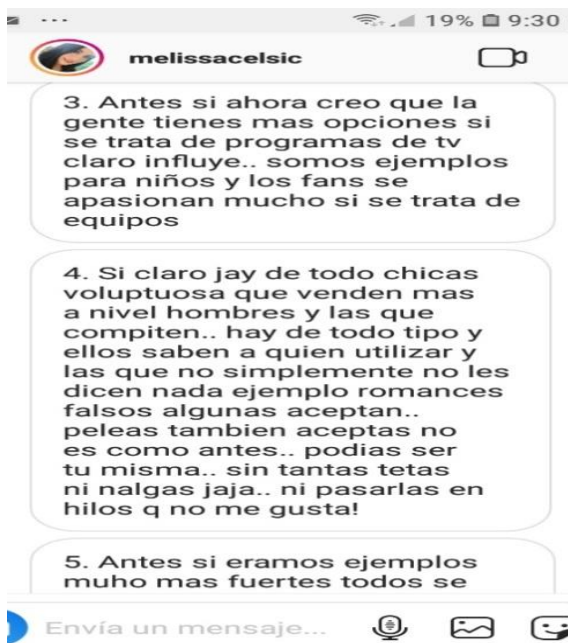 19% 9:30
melissacelsic
3. Antes si ahora creo que la
gente tienes mas opciones si
se trata de programas de tv
claro influye.. somos ejemplos
para niños y los fans se
apasionan mucho si se trata de
equipos
4. Si claro jay de todo chicas
voluptuosa que venden mas
a nivel hombres y las que
compiten.. hay de todo tipo y
ellos saben a quien utilizar y
las que no simplemente no les
dicen nada ejemplo romances
falsos algunas aceptan..
peleas tambien aceptas no
es como antes.. podias ser
tu misma.. sin tantas tetas
ni nalgas jaja.. ni pasarlas en
hilos q no me gusta!
5. Antes si eramos ejemplos
muho mas fuertes todos se
Envía un mensaje...